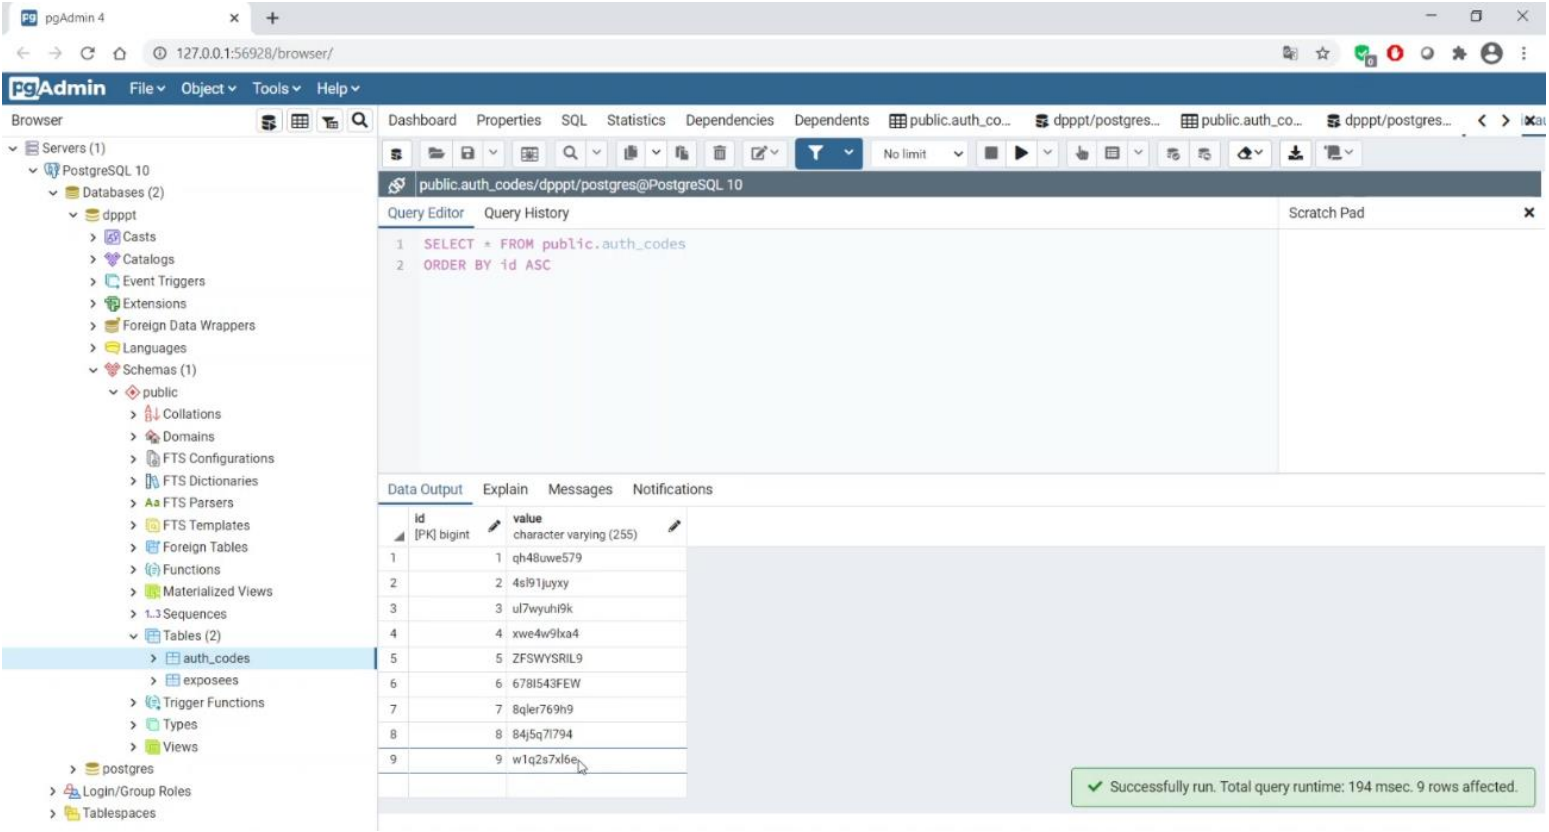 pgAdmin 4
127.0.0.1:56928/browser/
0
pgAdmin File Object Tools Help
Browser
Dashboard Properties SQL Statistics Dependencies Dependents public.auth_co... dpppt/postgres... public.auth_co... dpppt/postgres...
No limit
public.auth_codes/dpppt/postgres@PostgreSQL 10
Query Editor Query History
Scratch Pad
1 SELECT * FROM public.auth_codes
2 ORDER BY id ASC
Servers (1)
PostgreSQL 10
Databases (2)
dpppt
Casts
Catalogs
Event Triggers
Extensions
Foreign Data Wrappers
Languages
Schemas (1)
public
Collations
Domains
FTS Configurations
FTS Dictionaries
Aa FTS Parsers
FTS Templates
Foreign Tables
Functions
Materialized Views
1..3 Sequences
Tables (2)
auth_codes
exposees
Trigger Functions
Types
Views
postgres
Login/Group Roles
Tablespaces
Data Output Explain Messages Notifications
id value
[PK] bigint character varying (255)
1 1 qh48uwe579
2 2 4sl91juyxy
3 3 ul7wyuhi9k
4 4 xwe4w9lxa4
5 5 ZFSWYSRIL9
6 6 678I543FEW
7 7 8qler769h9
8 8 84j5q7l794
9 9 w1q2s7xl6e
Successfully run. Total query runtime: 194 msec. 9 rows affected.